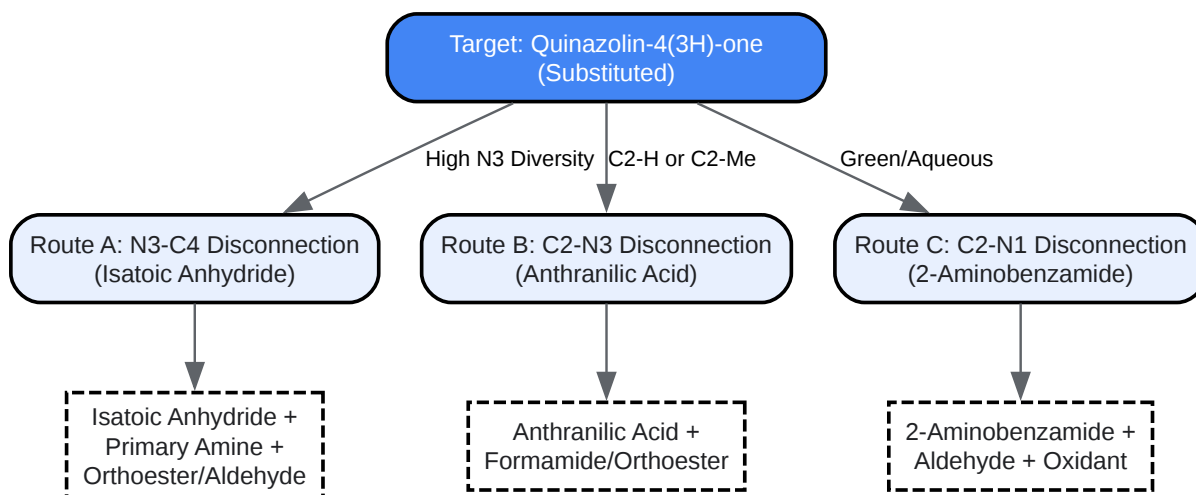 Target: Quinazolin-4(3H)-one
(Substituted)
High N3 Diversity
C2-H or C2-Me
Green/Aqueous
Route A: N3-C4 Disconnection
(Isatoic Anhydride)
Route B: C2-N3 Disconnection
(Anthranilic Acid)
Route C: C2-N1 Disconnection
(2-Aminobenzamide)
Isatoic Anhydride +
Primary Amine +
Orthoester/Aldehyde
Anthranilic Acid +
Formamide/Orthoester
2-Aminobenzamide +
Aldehyde + Oxidant